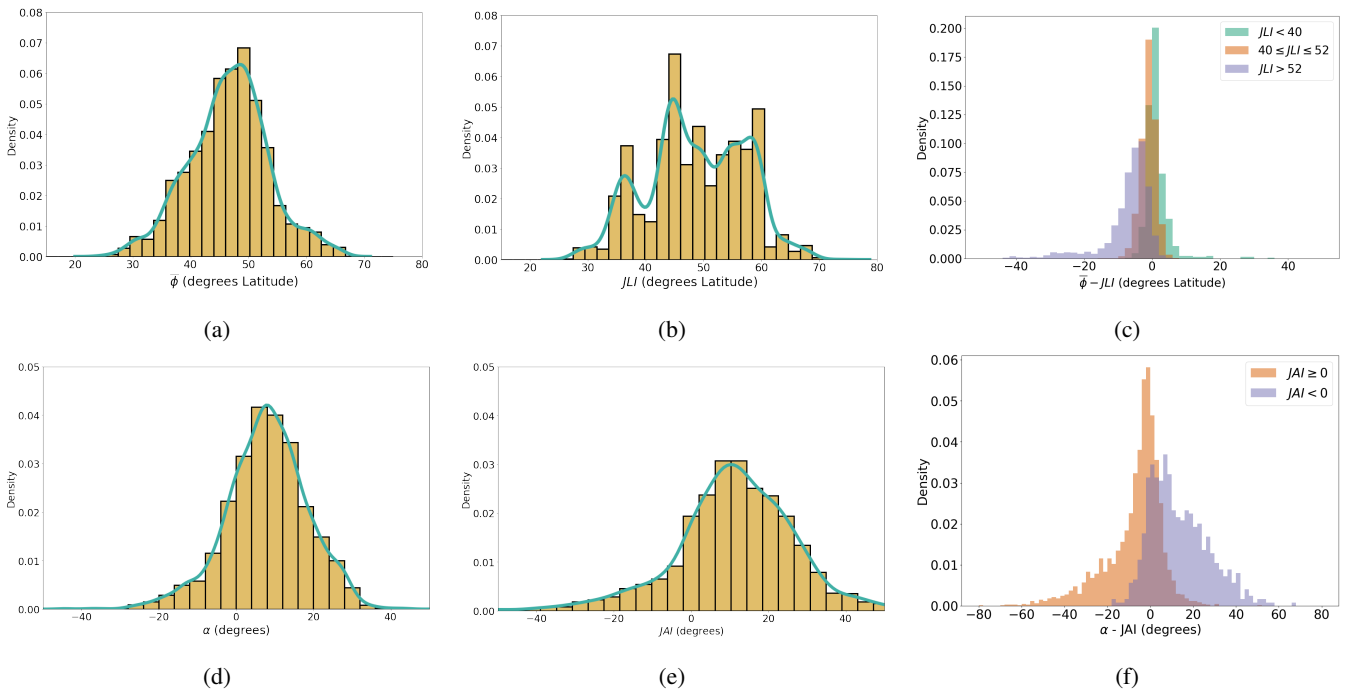 0.08
0.07
0.06
0.05
0.04
0.03
0.02
0.01
0.00
Density
20 30 40 50 60 70 80
$\overline{\phi}$ (degrees Latitude)
(a)
0.08
0.07
0.06
0.05
0.04
0.03
0.02
0.01
0.00
Density
20 30 40 50 60 70 80
JLI (degrees Latitude)
(b)
0.200
0.175
0.150
0.125
0.100
0.075
0.050
0.025
0.000
Density
−40 −20 0 20 40
$\overline{\phi}$ − JLI (degrees Latitude)
JLI < 40
40 ≤ JLI ≤ 52
JLI > 52
(c)
0.05
0.04
0.03
0.02
0.01
0.00
Density
−40 −20 0 20
α (degrees)
(d)
0.05
0.04
0.03
0.02
0.01
0.00
Density
−40 −20 0 20 40
JAI (degrees)
(e)
0.06
0.05
0.04
0.03
0.02
0.01
0.00
Density
−80 −60 −40 −20 0 20 40 60 80
α - JAI (degrees)
JAI ≥ 0
JAI < 0
(f)